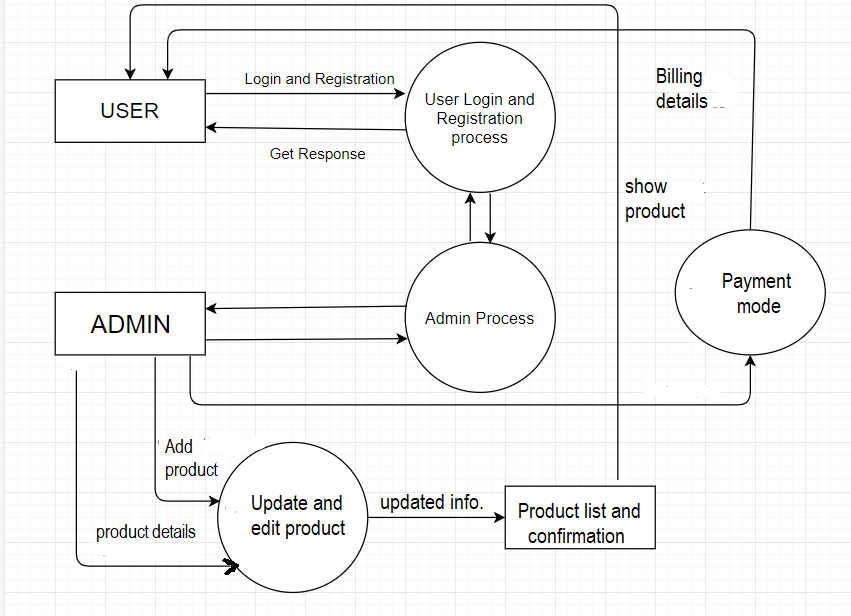 Login and Registration
USER
Get Response
User Login and
Registration
process
Billing
details
show
product
Payment
mode
ADMIN
Admin Process
Add
product
product details
Update and
edit product
updated info.
Product list and
confirmation